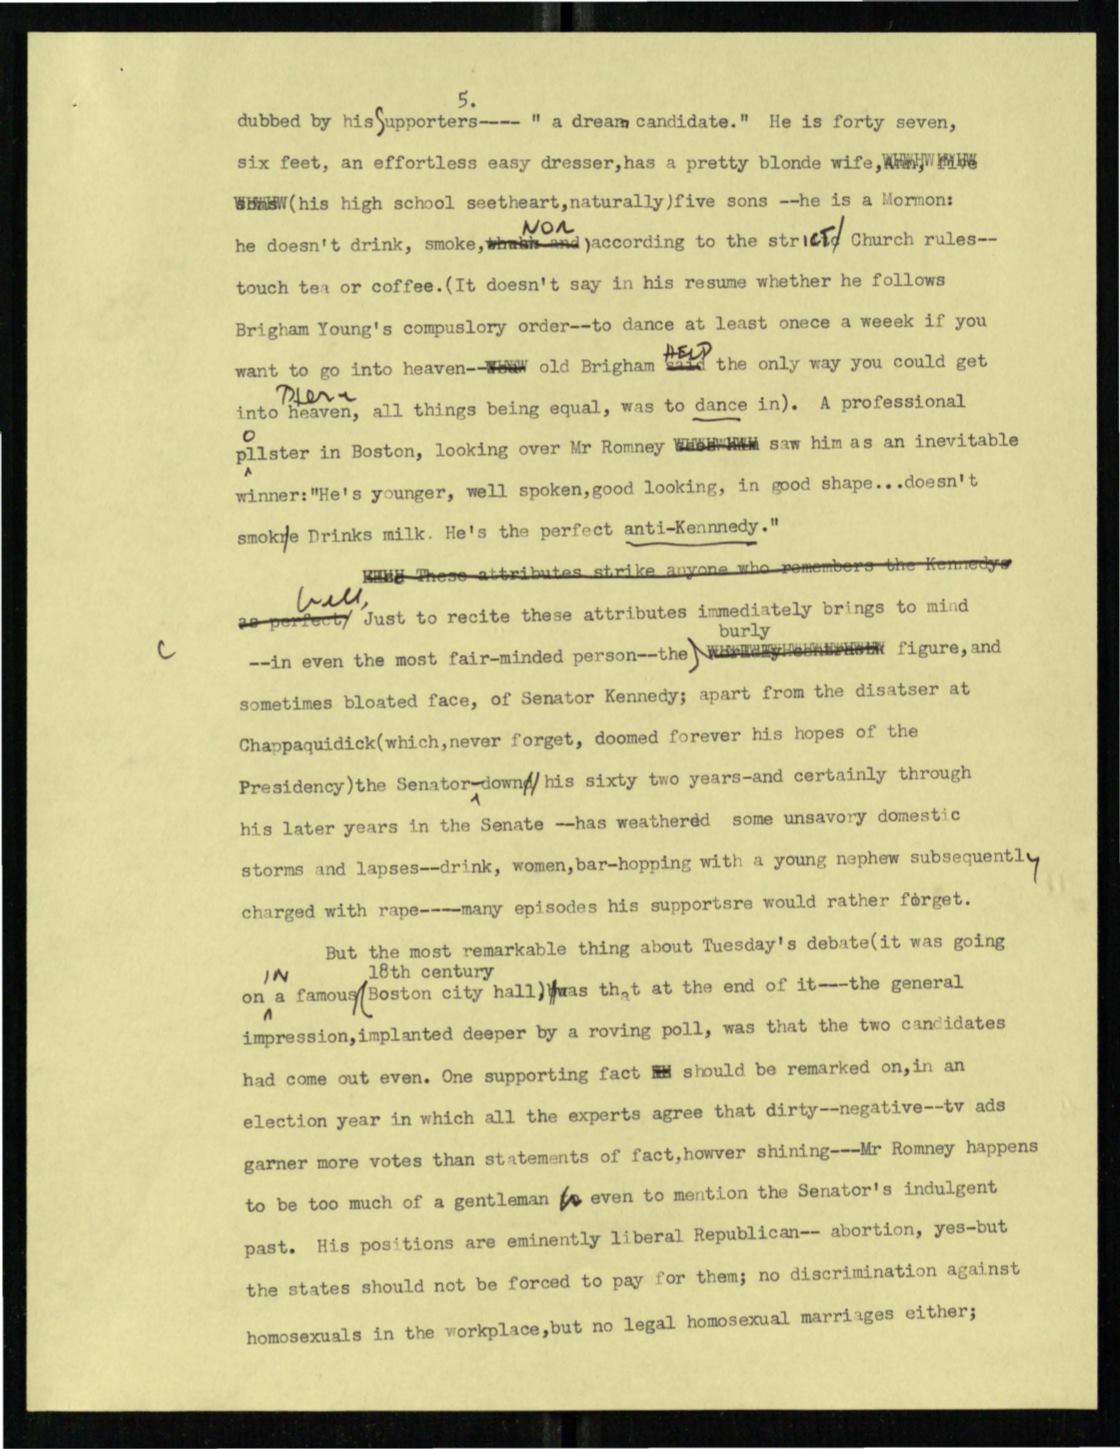 5.
dubbed by his supporters---- " a dream candidate." He is forty seven,
six feet, an effortless easy dresser,has a pretty blonde wife,
(his high school seetheart,naturally)five sons --he is a Mormon:
NOR
he doesn't drink, smoke, )according to the strict Church rules--
touch tea or coffee.(It doesn't say in his resume whether he follows
Brigham Young's compuslory order--to dance at least onece a weeek if you
HELD
want to go into heaven-- old Brigham said the only way you could get
into heaven, all things being equal, was to dance in). A professional
o
pllster in Boston, looking over Mr Romney saw him as an inevitable
winner:"He's younger, well spoken,good looking, in good shape...doesn't
smoke Drinks milk. He's the perfect anti-Kennnedy."
These attributes strike anyone who remembers the Kennedys
well,
as perfect Just to recite these attributes immediately brings to mind
burly
C --in even the most fair-minded person--the figure,and
sometimes bloated face, of Senator Kennedy; apart from the disatser at
Chappaquidick(which,never forget, doomed forever his hopes of the
Presidency)the Senator-down his sixty two years-and certainly through
his later years in the Senate --has weathered some unsavory domestic
storms and lapses--drink, women,bar-hopping with a young nephew subsequently
charged with rape----many episodes his supportsre would rather forget.
But the most remarkable thing about Tuesday's debate(it was going
IN 18th century
on a famous(Boston city hall) was that at the end of it---the general
impression,implanted deeper by a roving poll, was that the two candidates
had come out even. One supporting fact should be remarked on,in an
election year in which all the experts agree that dirty--negative--tv ads
garner more votes than statements of fact,howver shining---Mr Romney happens
to be too much of a gentleman to even to mention the Senator's indulgent
past. His positions are eminently liberal Republican-- abortion, yes-but
the states should not be forced to pay for them; no discrimination against
homosexuals in the workplace,but no legal homosexual marriages either;